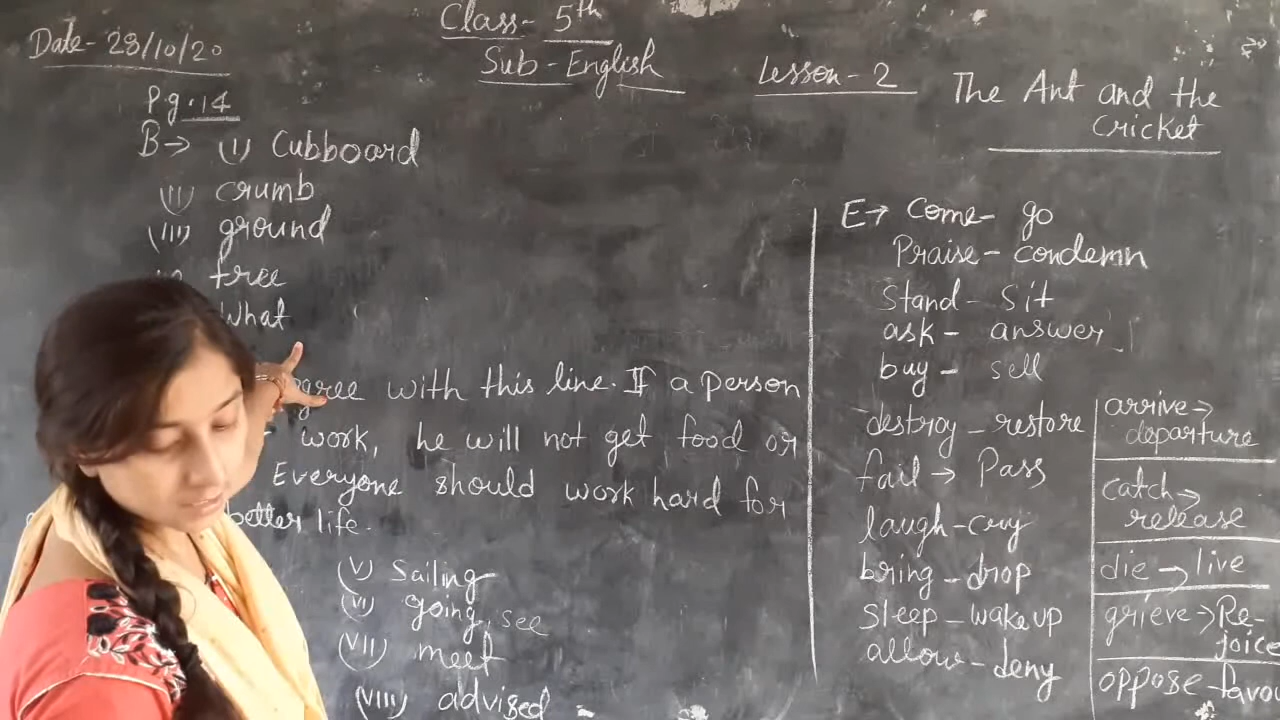 Date- 28/10/20
Class- 5th
Sub- English
Lesson-2
The Ant and the
Cricket
Pg.14
B→ (I) Cubboard
(II) crumb
(III) ground
tree
What
gree with this line. If a person
work, he will not get food or
Everyone should work hard for
better life.
(V) Sailing
(VI) going, see
(VII) meet
(VIII) advised
E→ Come- go
Praise- condemn
Stand- Sit
ask- answer
buy- sell
destroy- restore
fail → Pass
laugh-cry
bring- drop
Sleep- wake up
allow- deny
arrive→
departure
catch→
release
die → live
grieve → Re-
joice
oppose-favou